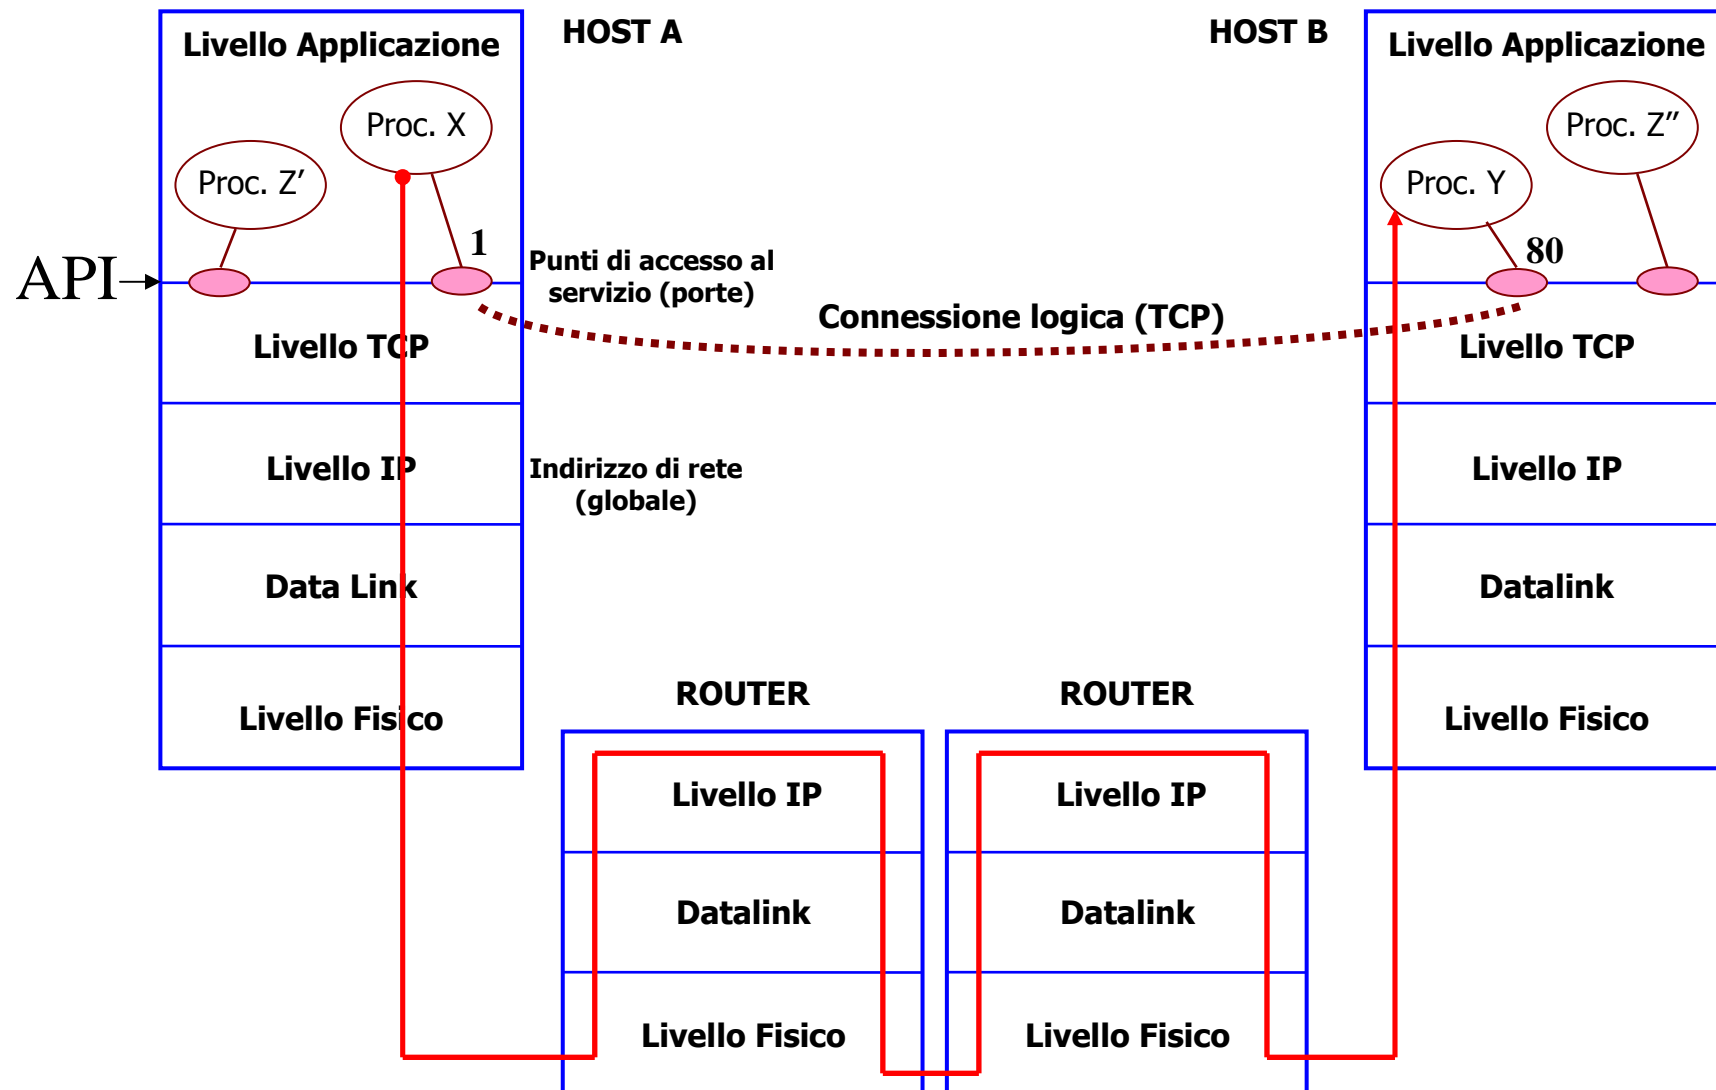 Livello Applicazione
HOST A
HOST B
Livello Applicazione
Proc. X
Proc. Z'
Proc. Z”
Proc. Y
1
80
API
Punti di accesso al
servizio (porte)
Connessione logica (TCP)
Livello TCP
Livello TCP
Livello IP
Indirizzo di rete
(globale)
Livello IP
Data Link
Datalink
Livello Fisico
Livello Fisico
ROUTER
ROUTER
Livello IP
Livello IP
Datalink
Datalink
Livello Fisico
Livello Fisico